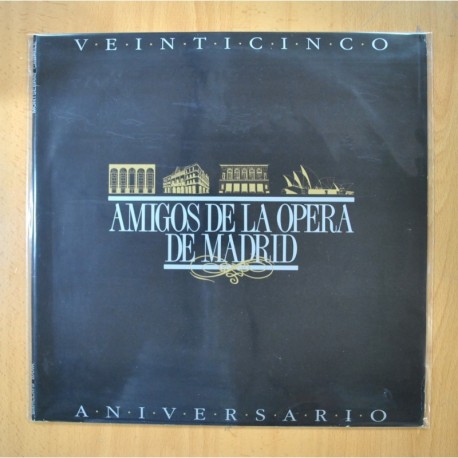 V·E·I·N·T·I·C·I·N·C·O
AMIGOS DE LA OPERA
DE MADRID
A·N·I·V·E·R·S·A·R·I·O